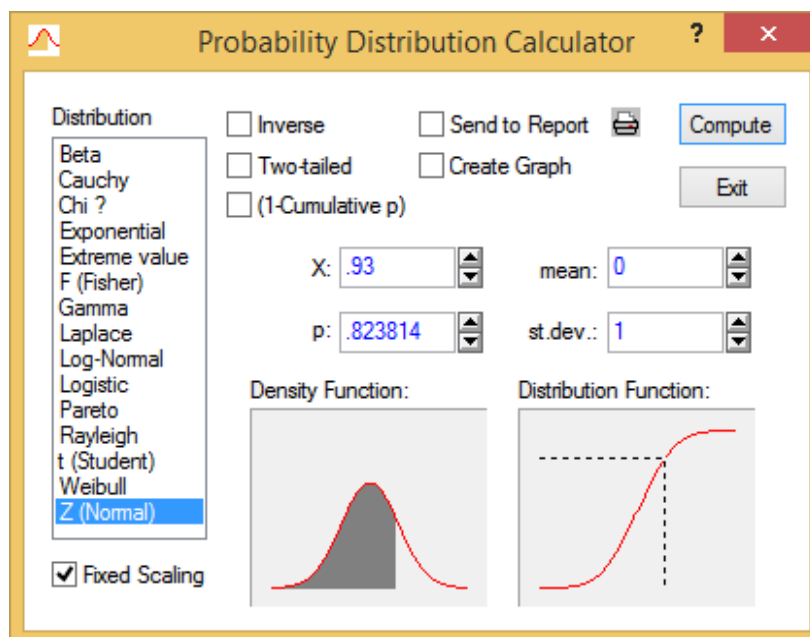 Probability Distribution Calculator ? ×
Distribution
Beta
Cauchy
Chi ?
Exponential
Extreme value
F (Fisher)
Gamma
Laplace
Log-Normal
Logistic
Pareto
Rayleigh
t (Student)
Weibull
Z (Normal)
Fixed Scaling
Inverse
Send to Report
Compute
Two-tailed
Create Graph
Exit
(1-Cumulative p)
X: .93
mean: 0
p: .823814
st.dev.: 1
Density Function:
Distribution Function: